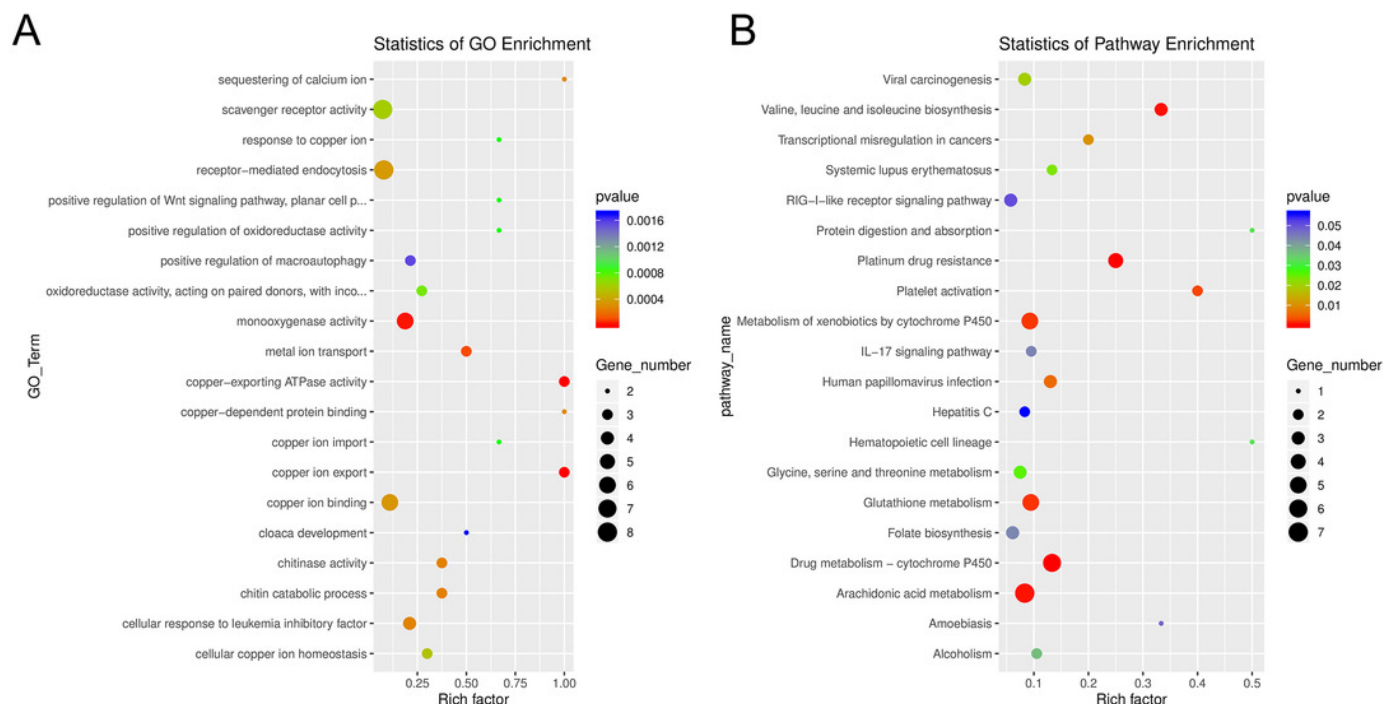 A
Statistics of GO Enrichment
GO_Term
sequestering of calcium ion
scavenger receptor activity
response to copper ion
receptor−mediated endocytosis
positive regulation of Wnt signaling pathway, planar cell p...
positive regulation of oxidoreductase activity
positive regulation of macroautophagy
oxidoreductase activity, acting on paired donors, with inco...
monooxygenase activity
metal ion transport
copper−exporting ATPase activity
copper−dependent protein binding
copper ion import
copper ion export
copper ion binding
cloaca development
chitinase activity
chitin catabolic process
cellular response to leukemia inhibitory factor
cellular copper ion homeostasis
0.25 0.50 0.75 1.00
Rich factor
pvalue
0.0016
0.0012
0.0008
0.0004
Gene_number
2
3
4
5
6
7
8
B
Statistics of Pathway Enrichment
pathway_name
Viral carcinogenesis
Valine, leucine and isoleucine biosynthesis
Transcriptional misregulation in cancers
Systemic lupus erythematosus
RIG−I−like receptor signaling pathway
Protein digestion and absorption
Platinum drug resistance
Platelet activation
Metabolism of xenobiotics by cytochrome P450
IL−17 signaling pathway
Human papillomavirus infection
Hepatitis C
Hematopoietic cell lineage
Glycine, serine and threonine metabolism
Glutathione metabolism
Folate biosynthesis
Drug metabolism − cytochrome P450
Arachidonic acid metabolism
Amoebiasis
Alcoholism
0.1 0.2 0.3 0.4 0.5
Rich factor
pvalue
0.05
0.04
0.03
0.02
0.01
Gene_number
1
2
3
4
5
6
7